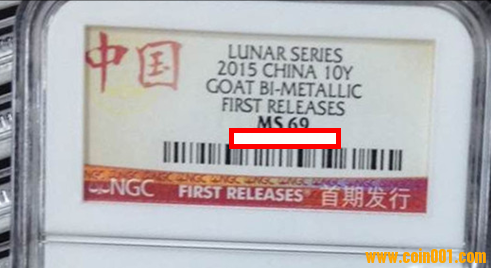 中国
LUNAR SERIES
2015 CHINA 10Y
GOAT BI-METALLIC
FIRST RELEASES
MS 69
NGC FIRST RELEASES 首期发行
www.coin001.com